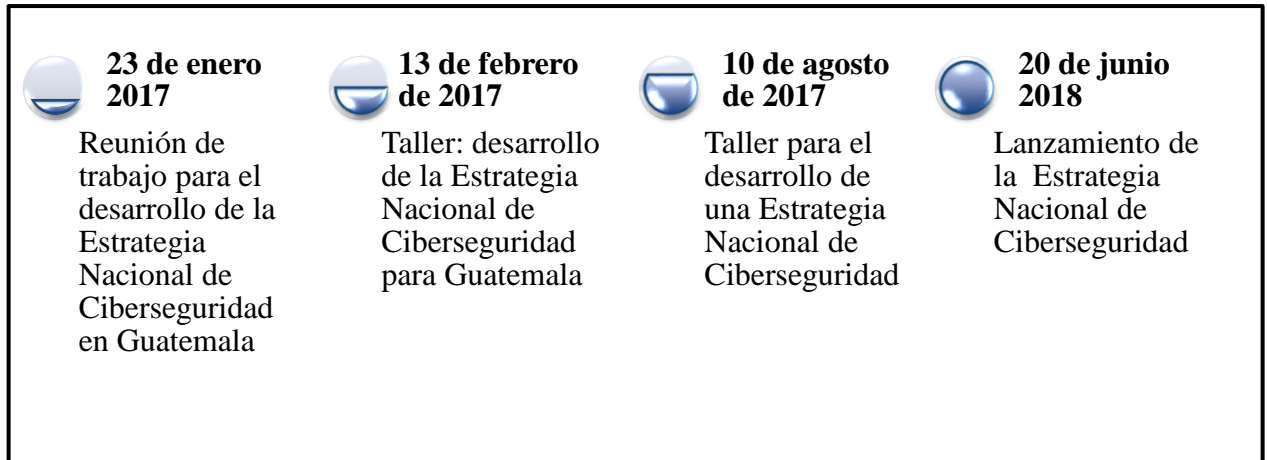 23 de enero
2017
Reunión de
trabajo para el
desarrollo de la
Estrategia
Nacional de
Ciberseguridad
en Guatemala
13 de febrero
de 2017
Taller: desarrollo
de la Estrategia
Nacional de
Ciberseguridad
para Guatemala
10 de agosto
de 2017
Taller para el
desarrollo de
una Estrategia
Nacional de
Ciberseguridad
20 de junio
2018
Lanzamiento de
la Estrategia
Nacional de
Ciberseguridad